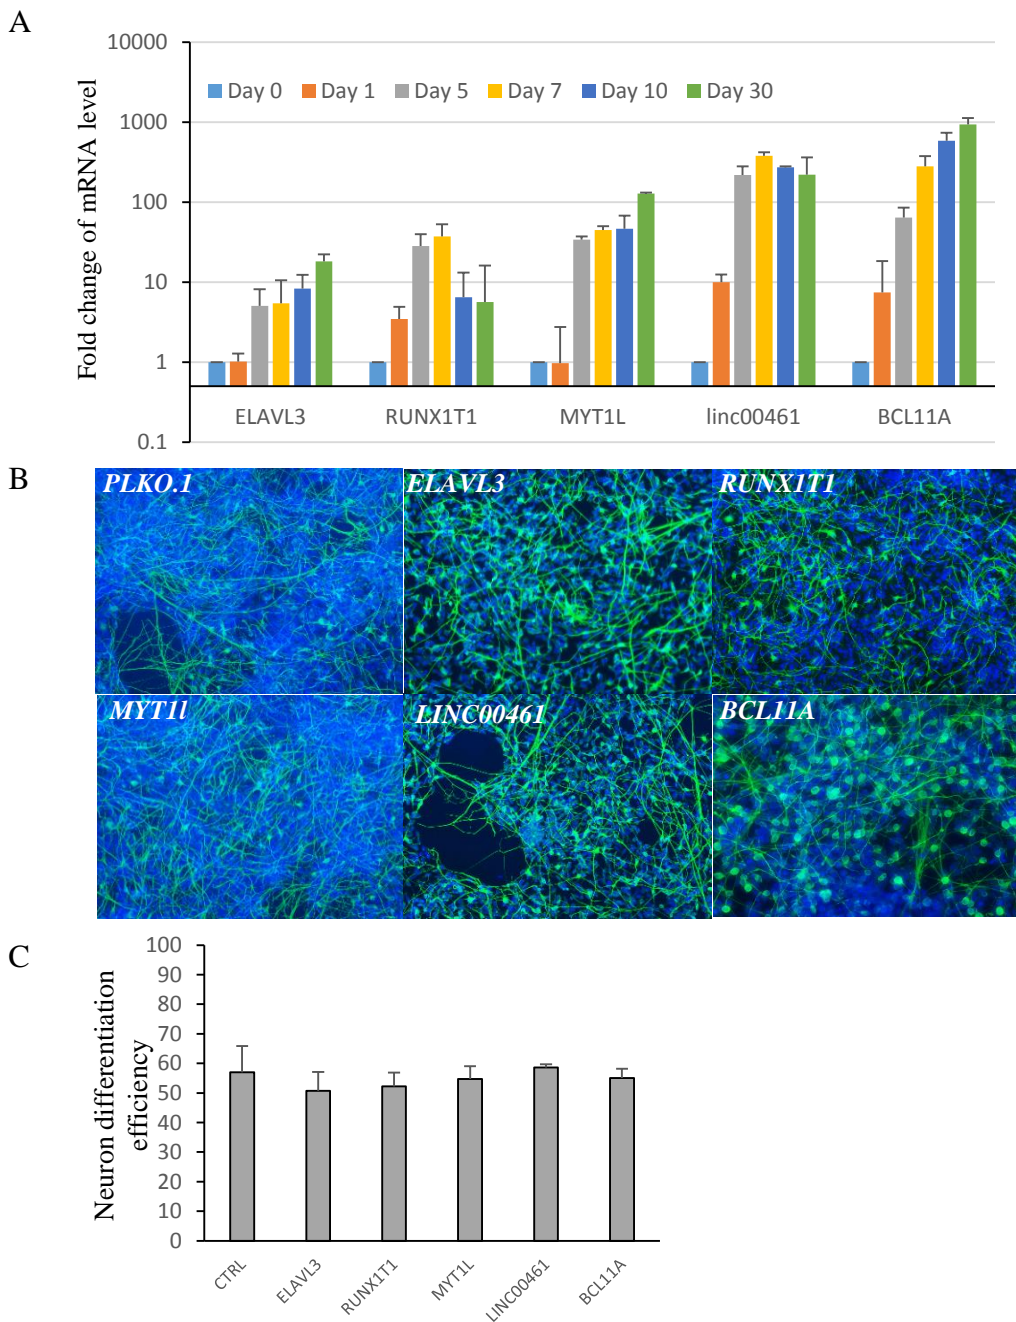 A
10000
1000
100
10
1
0.1
Fold change of mRNA level
Day 0 Day 1 Day 5 Day 7 Day 10 Day 30
ELAVL3 RUNX1T1 MYT1L linc00461 BCL11A
B
PLKO.1 ELAVL3 RUNX1T1
MYT1l LINC00461 BCL11A
C
100
90
80
70
60
50
40
30
20
10
0
Neuron differentiation
efficiency
CTRL
ELAVL3
RUNX1T1
MYT1L
LINC00461
BCL11A